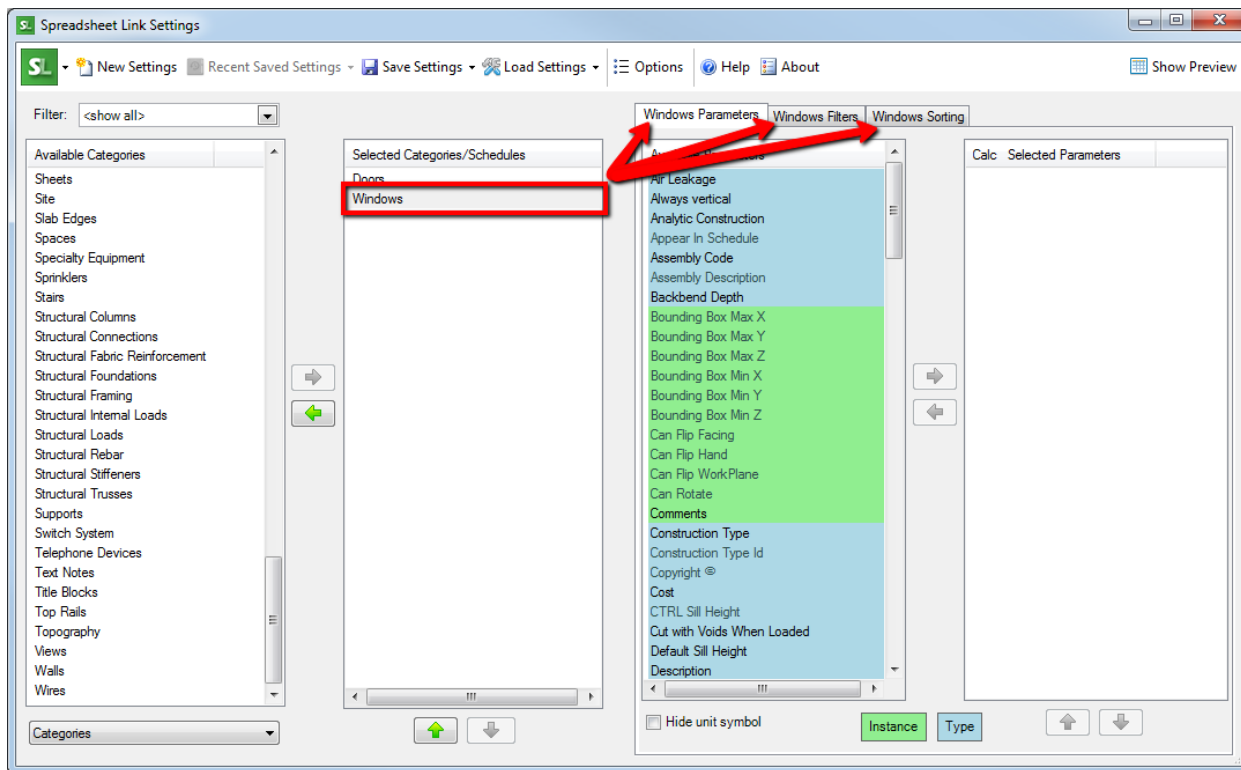 SL Spreadsheet Link Settings
SL New Settings Recent Saved Settings Save Settings Load Settings Options Help About Show Preview
Filter: <show all>
Available Categories
Sheets
Site
Slab Edges
Spaces
Specialty Equipment
Sprinklers
Stairs
Structural Columns
Structural Connections
Structural Fabric Reinforcement
Structural Foundations
Structural Framing
Structural Internal Loads
Structural Loads
Structural Rebar
Structural Stiffeners
Structural Trusses
Supports
Switch System
Telephone Devices
Text Notes
Title Blocks
Top Rails
Topography
Views
Walls
Wires
Categories
Selected Categories/Schedules
Doors
Windows
Windows Parameters Windows Filters Windows Sorting
Air Leakage
Always vertical
Analytic Construction
Appear In Schedule
Assembly Code
Assembly Description
Backbend Depth
Bounding Box Max X
Bounding Box Max Y
Bounding Box Max Z
Bounding Box Min X
Bounding Box Min Y
Bounding Box Min Z
Can Flip Facing
Can Flip Hand
Can Flip WorkPlane
Can Rotate
Comments
Construction Type
Construction Type Id
Copyright ©
Cost
CTRL Sill Height
Cut with Voids When Loaded
Default Sill Height
Description
Hide unit symbol
Instance Type
Calc Selected Parameters